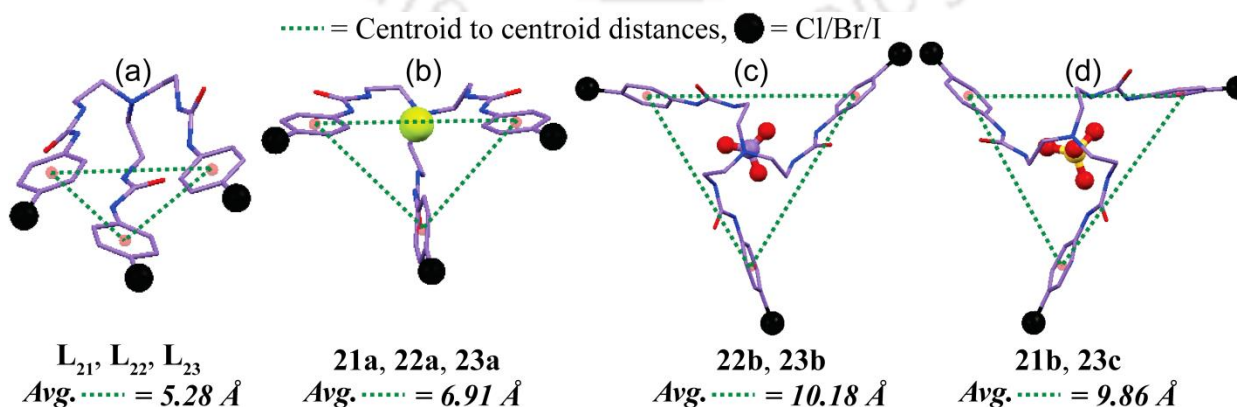 = Centroid to centroid distances, = Cl/Br/I
(a) (b) (c) (d)
L21, L22, L23 21a, 22a, 23a 22b, 23b 21b, 23c
Avg. = 5.28 Å Avg. = 6.91 Å Avg. = 10.18 Å Avg. = 9.86 Å